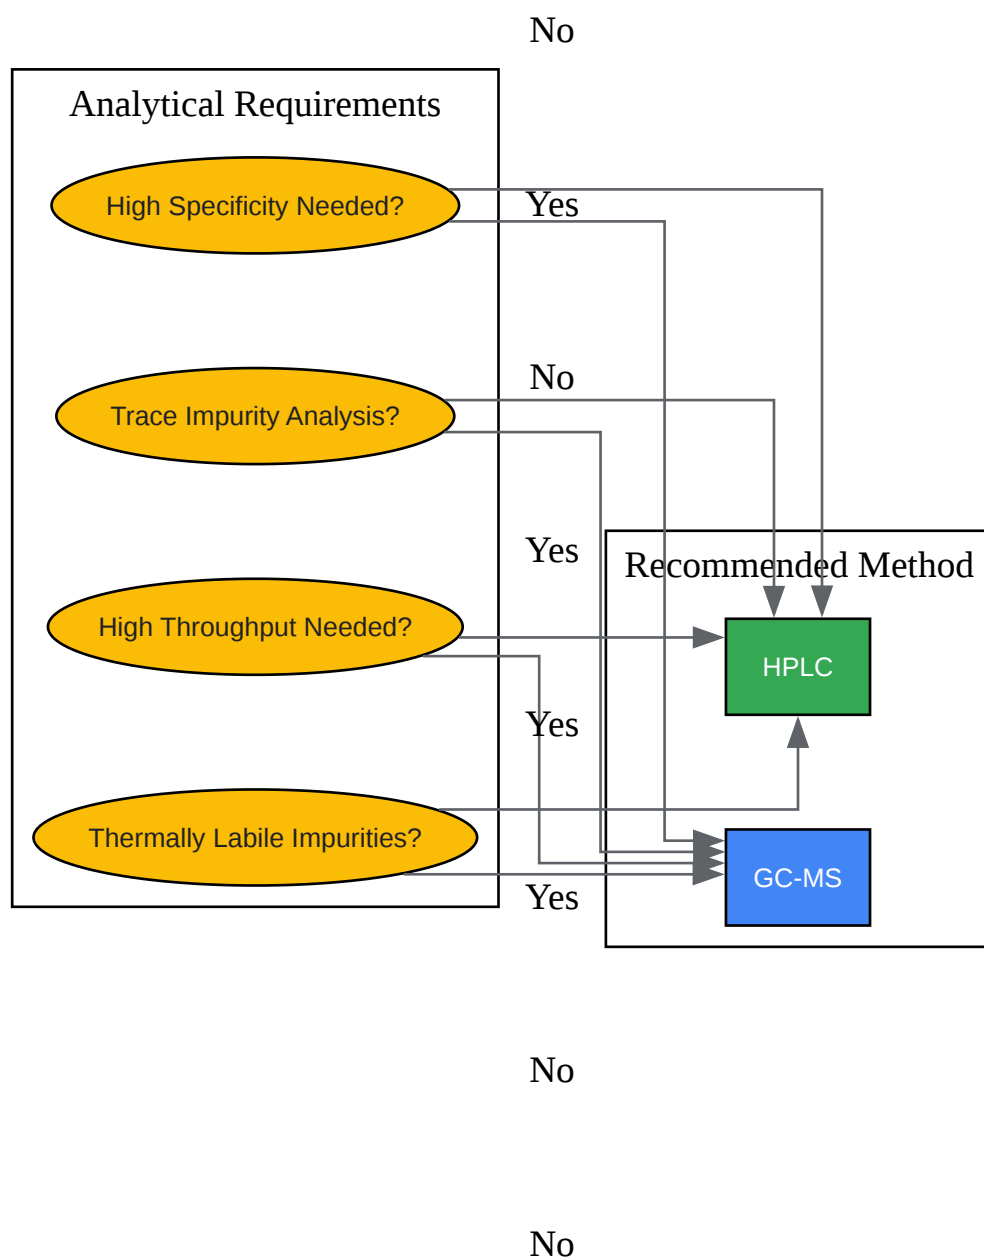 No
Analytical Requirements
High Specificity Needed?
Yes
Trace Impurity Analysis?
No
Yes
Recommended Method
High Throughput Needed?
HPLC
Yes
Thermally Labile Impurities?
GC-MS
Yes
No
No